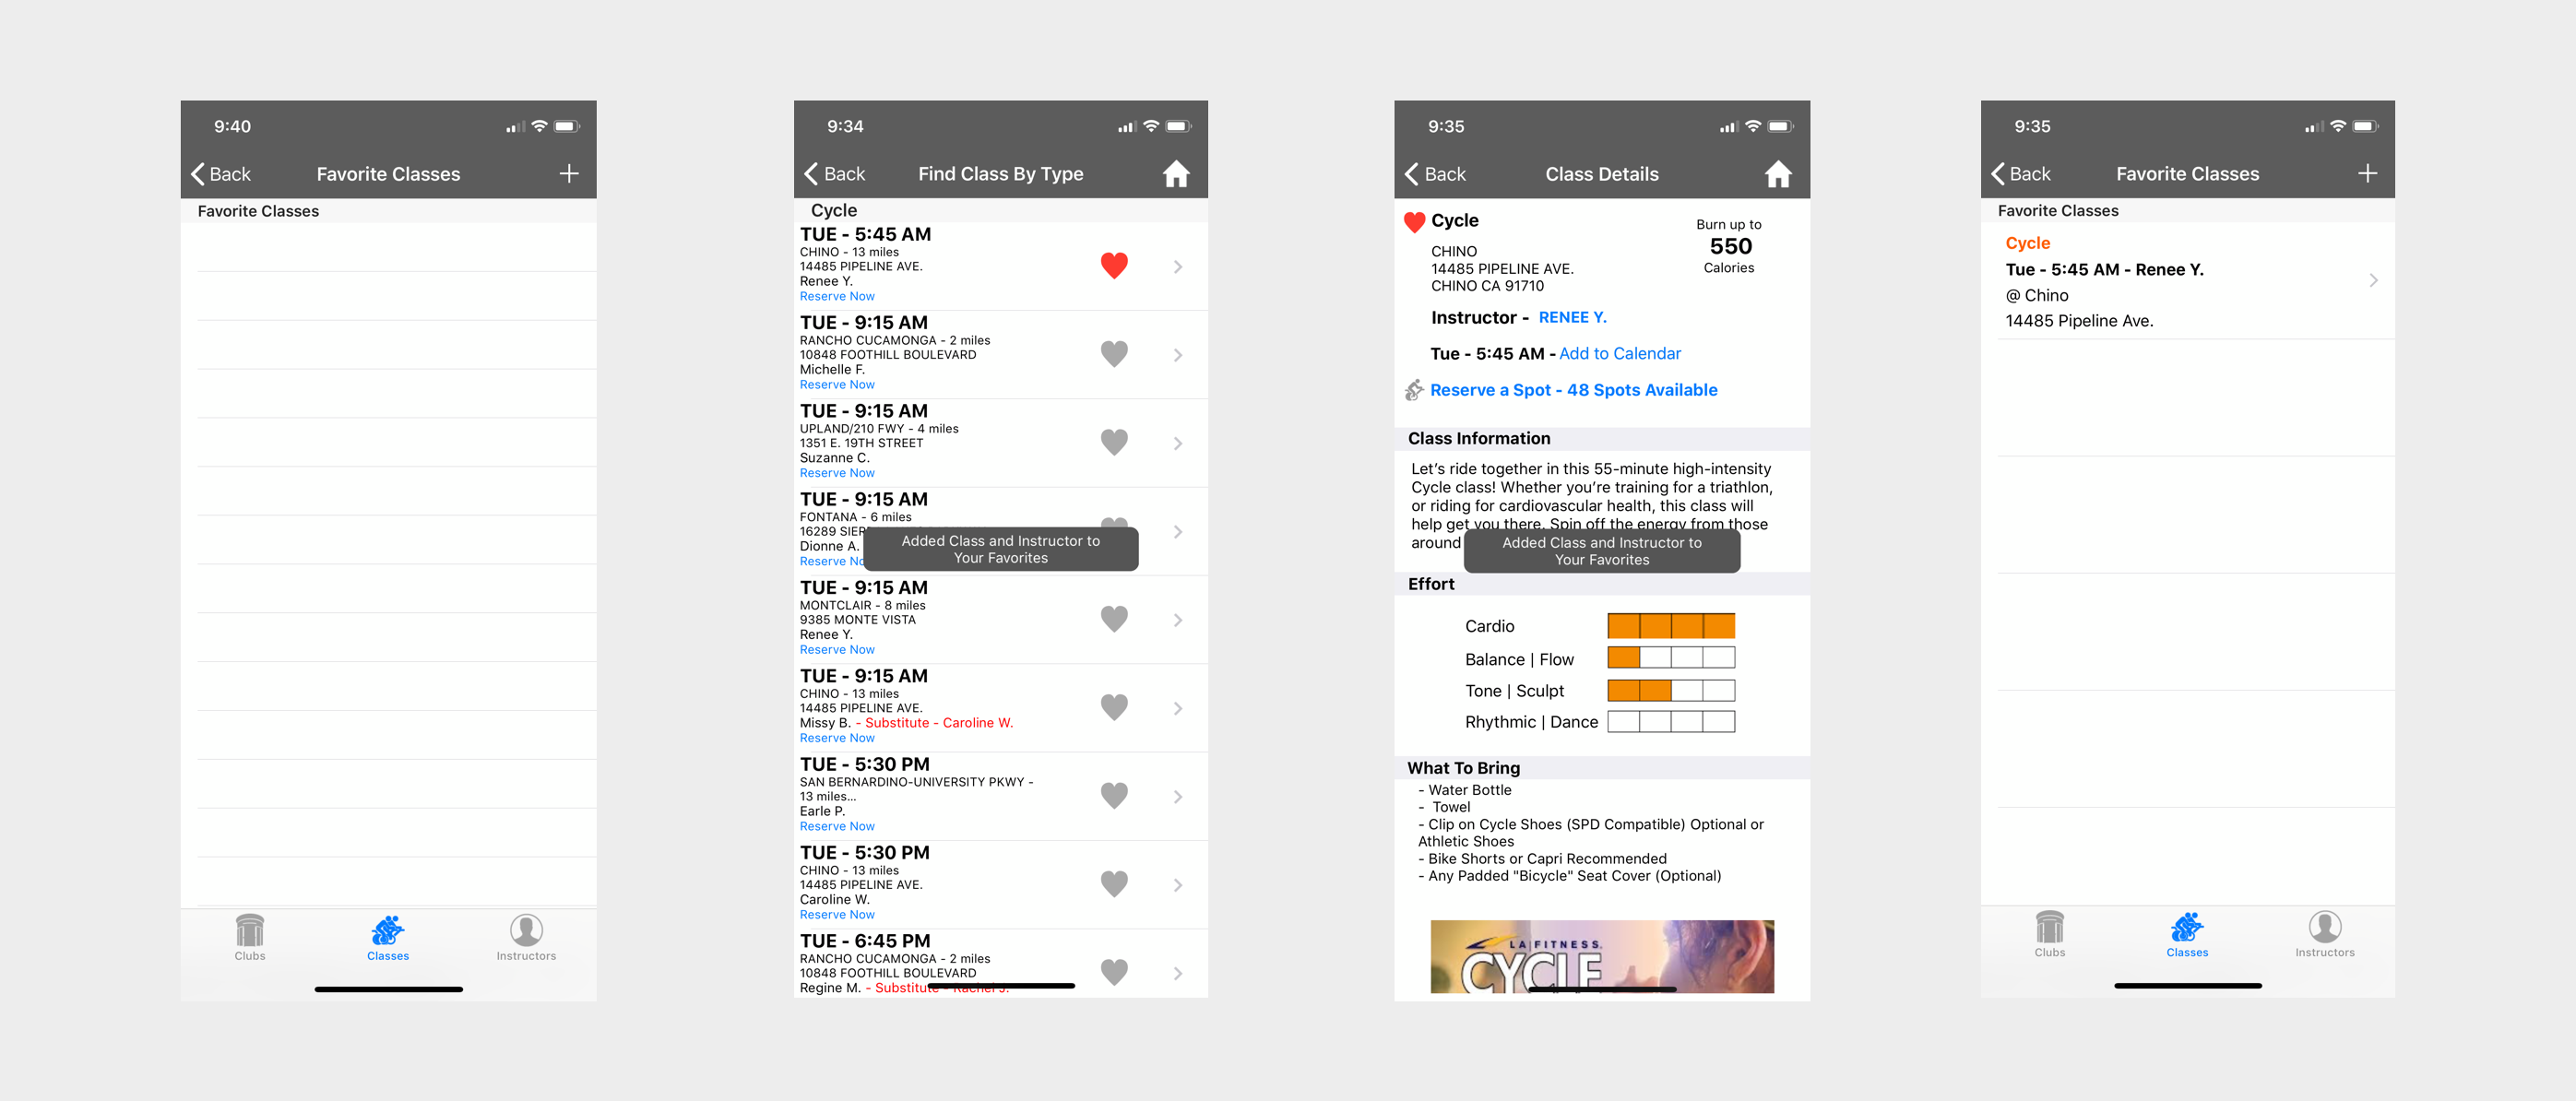 9:40
Back
Favorite Classes
+
Favorite Classes
Clubs
Classes
Instructors
9:34
Back
Find Class By Type
Cycle
TUE - 5:45 AM
CHINO - 13 miles
14485 PIPELINE AVE.
Renee Y.
Reserve Now
TUE - 9:15 AM
RANCHO CUCAMONGA - 2 miles
10848 FOOTHILL BOULEVARD
Michelle F.
Reserve Now
TUE - 9:15 AM
UPLAND/210 FWY - 4 miles
1351 E. 19TH STREET
Suzanne C.
Reserve Now
TUE - 9:15 AM
FONTANA - 6 miles
16289
Dionne A.
Reserve
Added Class and Instructor to
Your Favorites
TUE - 9:15 AM
MONTCLAIR - 8 miles
9385 MONTE VISTA
Renee Y.
Reserve Now
TUE - 9:15 AM
CHINO - 13 miles
14485 PIPELINE AVE.
Missy B. - Substitute - Caroline W.
Reserve Now
TUE - 5:30 PM
SAN BERNARDINO-UNIVERSITY PKWY -
13 miles...
Earle P.
Reserve Now
TUE - 5:30 PM
CHINO - 13 miles
14485 PIPELINE AVE.
Caroline W.
Reserve Now
TUE - 6:45 PM
RANCHO CUCAMONGA - 2 miles
10848 FOOTHILL BOULEVARD
Regine M. - Substitute - Rachel J.
9:35
Back
Class Details
Cycle
CHINO
14485 PIPELINE AVE.
CHINO CA 91710
Burn up to
550
Calories
Instructor - RENEE Y.
Tue - 5:45 AM - Add to Calendar
Reserve a Spot - 48 Spots Available
Class Information
Let’s ride together in this 55-minute high-intensity
Cycle class! Whether you’re training for a triathlon,
or riding for cardiovascular health, this class will
help get you there. Spin off the energy from those
around
Added Class and Instructor to
Your Favorites
Effort
Cardio
Balance | Flow
Tone | Sculpt
Rhythmic | Dance
What To Bring
- Water Bottle
- Towel
- Clip on Cycle Shoes (SPD Compatible) Optional or
Athletic Shoes
- Bike Shorts or Capri Recommended
- Any Padded "Bicycle" Seat Cover (Optional)
LA FITNESS.
CYCLE
9:35
Back
Favorite Classes
+
Favorite Classes
Cycle
Tue - 5:45 AM - Renee Y.
@ Chino
14485 Pipeline Ave.
Clubs
Classes
Instructors